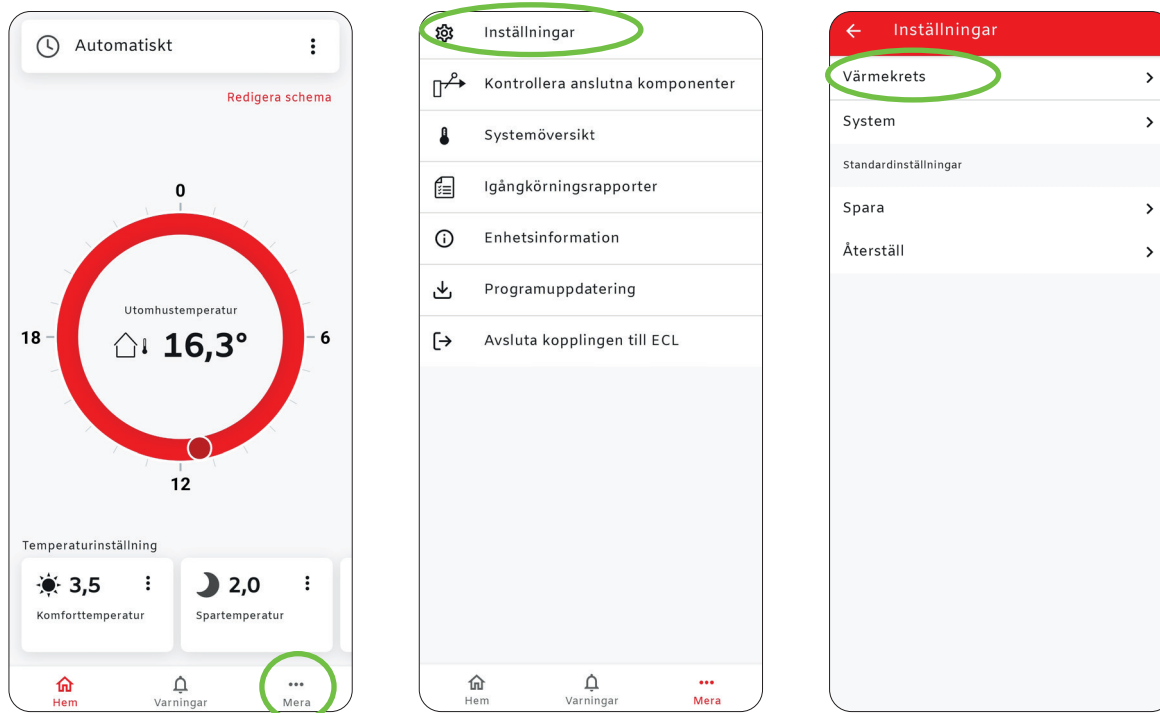 Automatiskt
Redigera schema
0
18
6
12
Utomhustemperatur
16,3°
Temperaturinställning
3,5
Komforttemperatur
2,0
Spartemperatur
Hem
Varningar
Mera
Inställningar
Kontrollera anslutna komponenter
Systemöversikt
Igångkörningsrapporter
Enhetsinformation
Programuppdatering
Avsluta kopplingen till ECL
Hem
Varningar
Mera
Inställningar
Värmekrets
System
Standardinställningar
Spara
Återställ